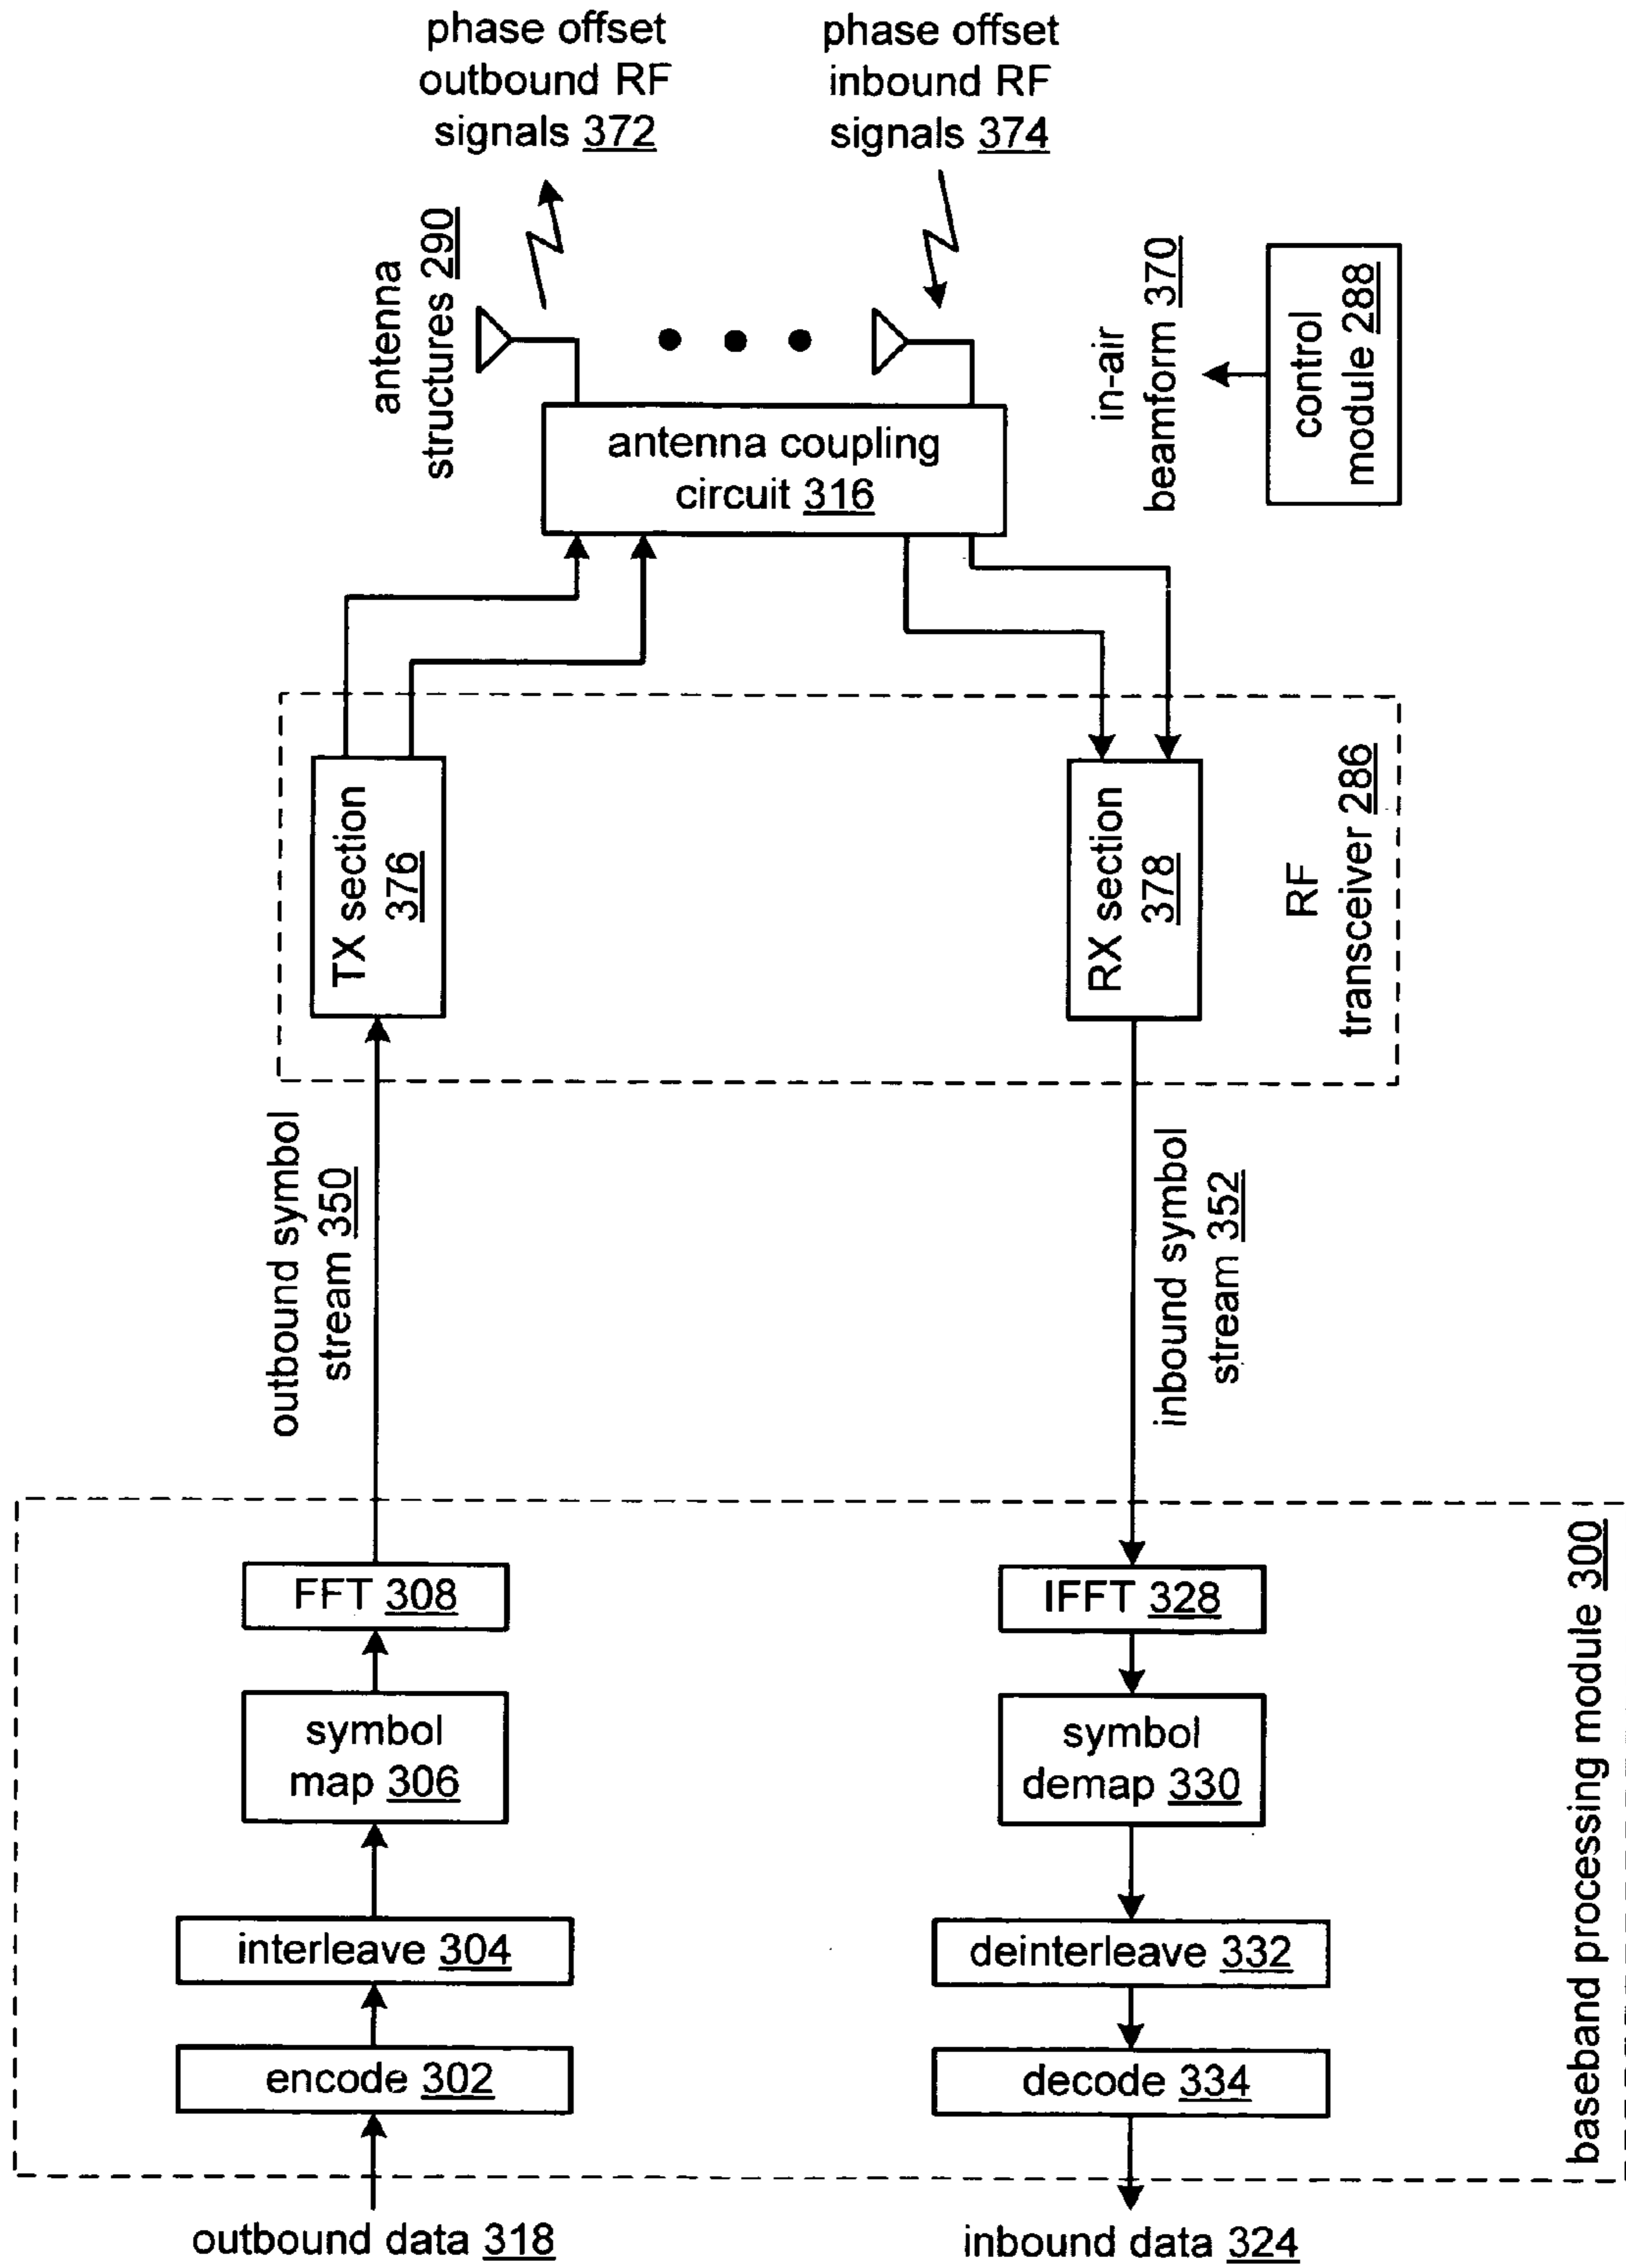 phase offset
outbound RF
signals 372
phase offset
inbound RF
signals 374
antenna
structures 290
in-air
beamform 370
control
module 288
antenna coupling
circuit 316
TX section
376
RX section
378
RF
transceiver 286
outbound symbol
stream 350
inbound symbol
stream 352
FFT 308
IFFT 328
symbol
map 306
symbol
demap 330
interleave 304
deinterleave 332
encode 302
decode 334
baseband processing module 300
outbound data 318
inbound data 324